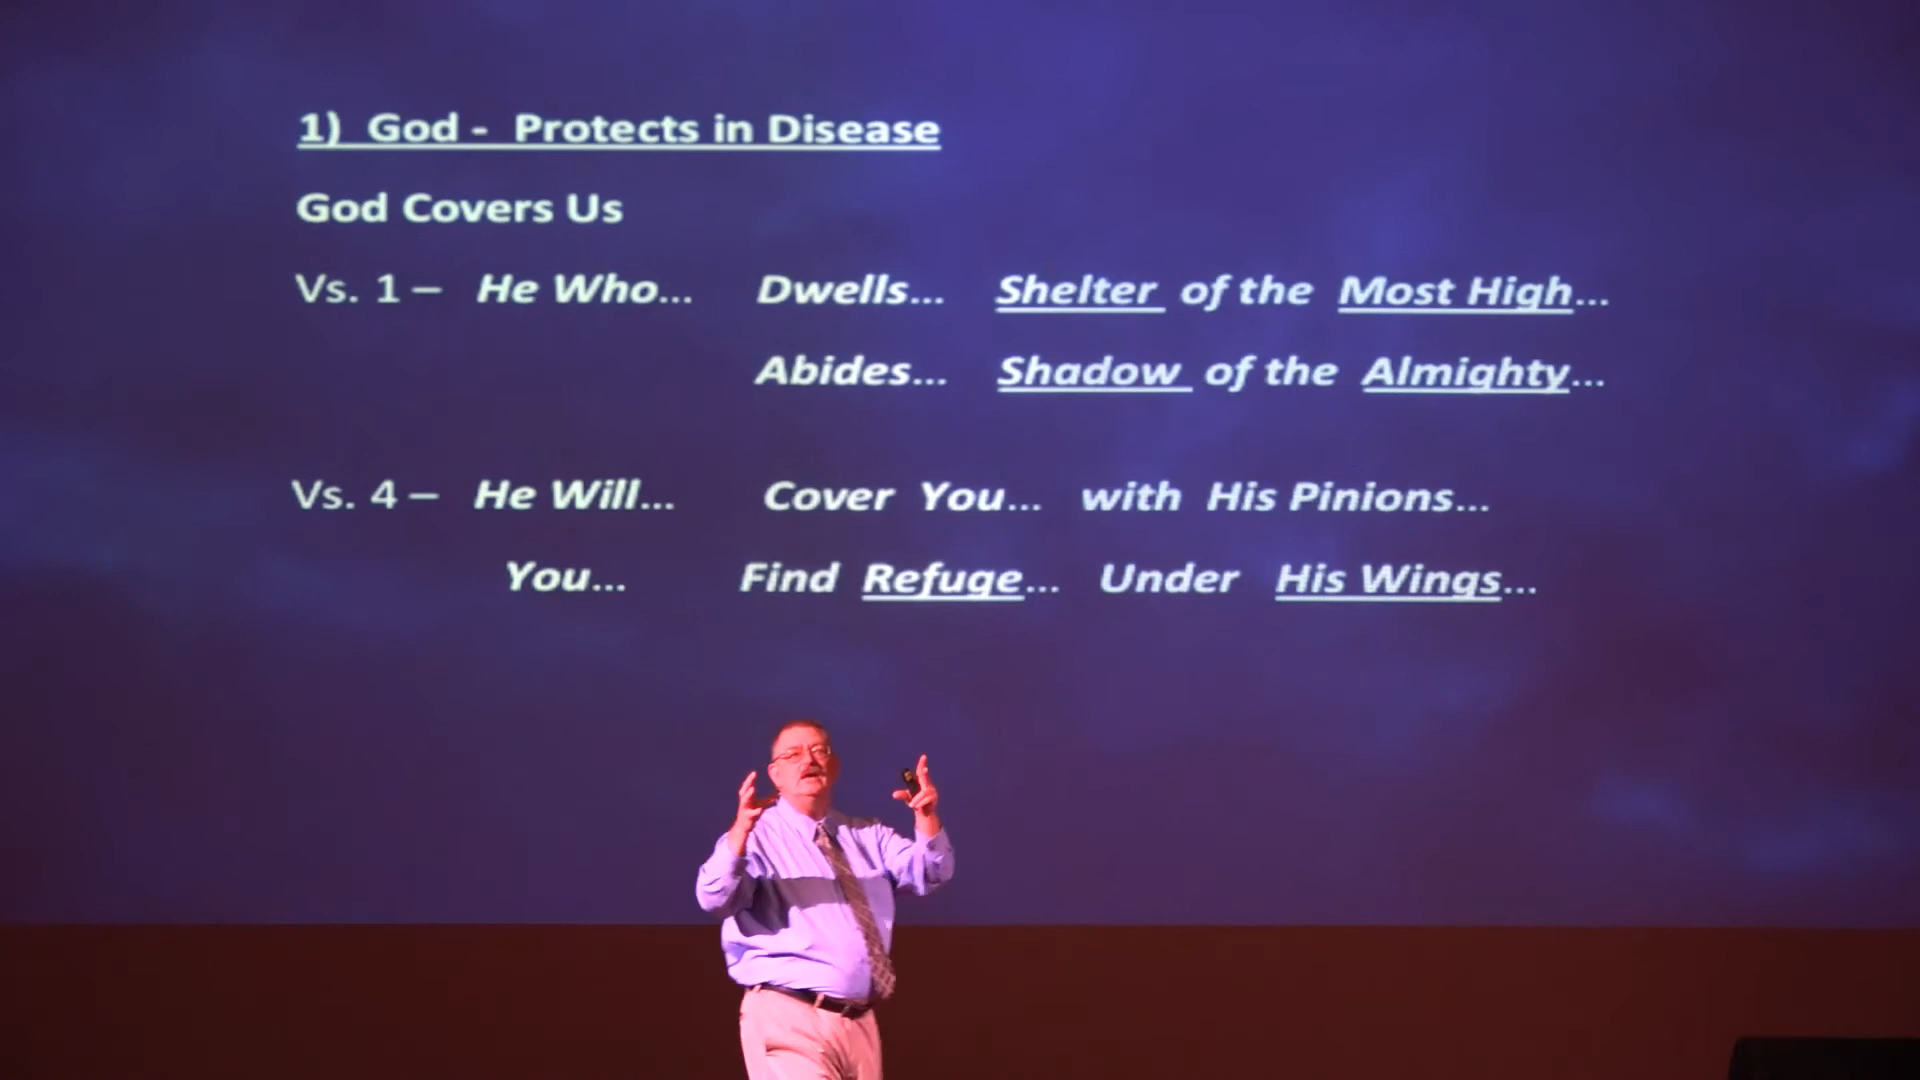 1) God - Protects in Disease
God Covers Us
Vs. 1 – He Who... Dwells... Shelter of the Most High...
Abides... Shadow of the Almighty...
Vs. 4 – He Will... Cover You... with His Pinions...
You... Find Refuge... Under His Wings...